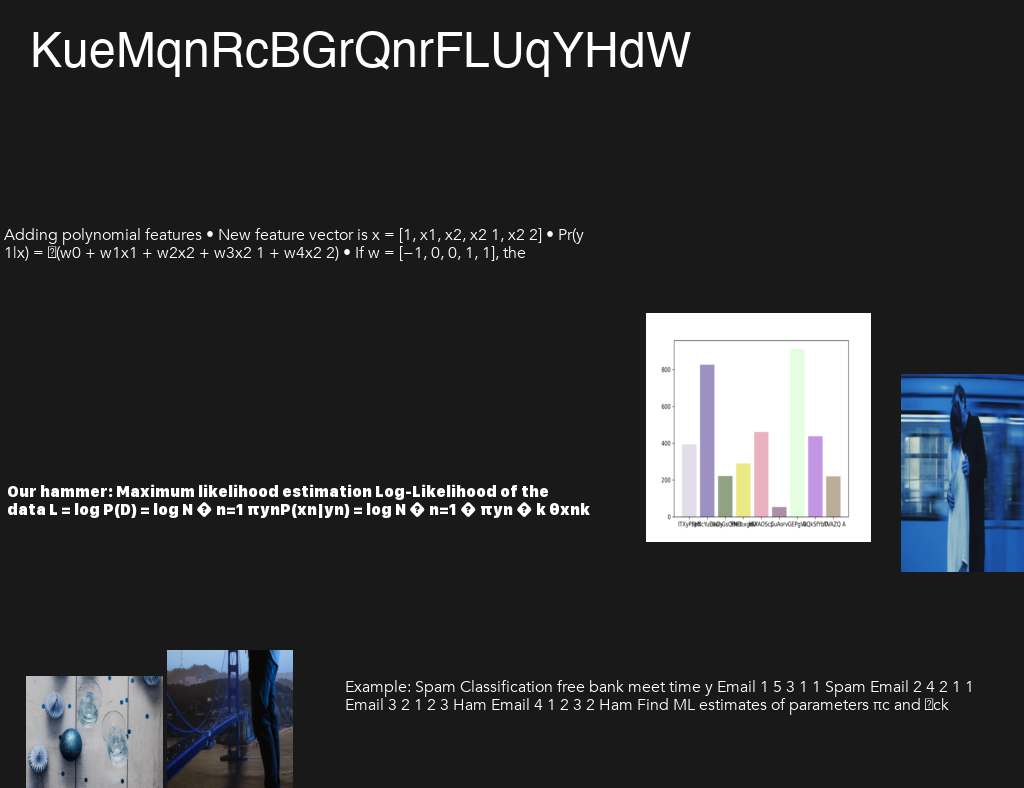 KueMqnRcBGrQnrFLUqYHdW
Adding polynomial features • New feature vector is x = [1, x1, x2, x2 1, x2 2] • Pr(y
1|x) = (w0 + w1x1 + w2x2 + w3x2 1 + w4x2 2) • If w = [−1, 0, 0, 1, 1], the
800
600
400
200
0
Our hammer: Maximum likelihood estimation Log-Likelihood of the
data L = log P(D) = log N � n=1 πynP(xn|yn) = log N � n=1 � πyn � k θxnk
Example: Spam Classification free bank meet time y Email 1 5 3 1 1 Spam Email 2 4 2 1 1
Email 3 2 1 2 3 Ham Email 4 1 2 3 2 Ham Find ML estimates of parameters πc and ck